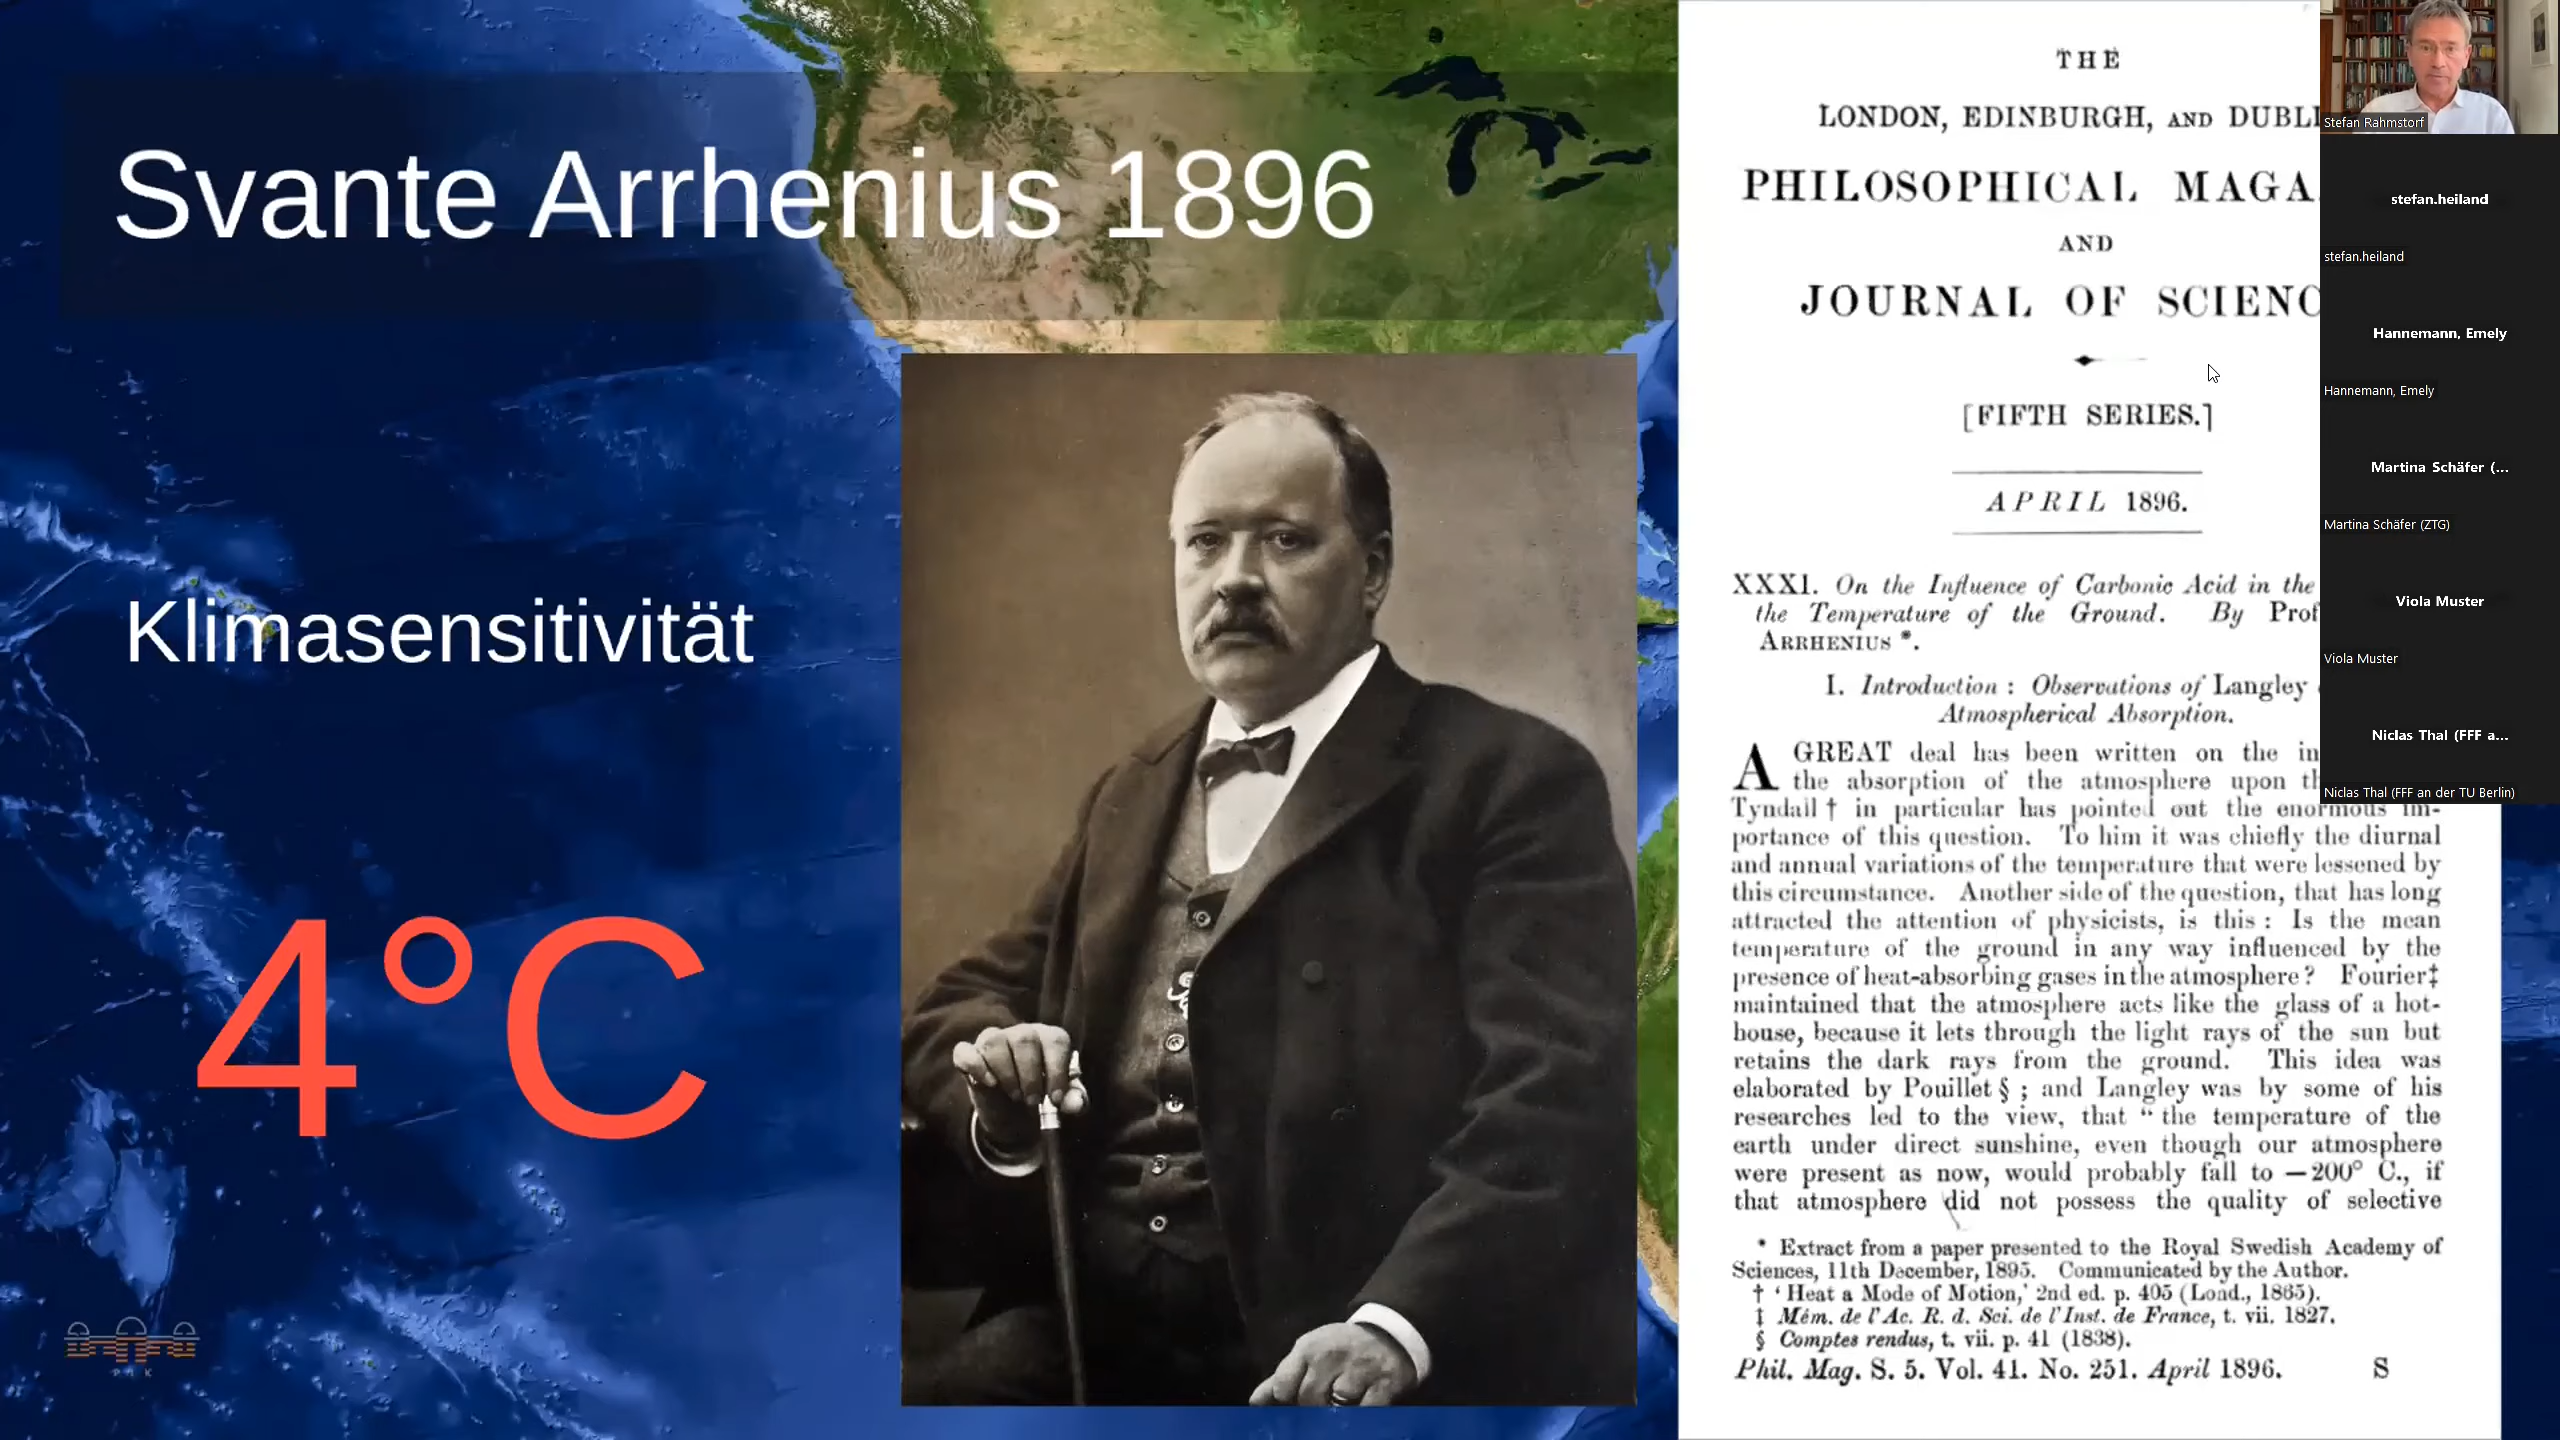 Svante Arrhenius 1896
Klimasensitivität
4°C
PIK
THE
LONDON, EDINBURGH, AND
PHILOSOPHICAL
AND
JOURNAL OF
[FIFTH SERIES.]
APRIL 1896.
XXXI. On the Influence of Carbonic Acid in the
the Temperature of the Ground. By
ARRHENIUS *.
I. Introduction : Observations of Langley
Atmospherical Absorption.
A GREAT deal has been written on the
the absorption of the atmosphere upon
Tyndall † in particular has pointed out the enormous im-
portance of this question. To him it was chiefly the diurnal
and annual variations of the temperature that were lessened by
this circumstance. Another side of the question, that has long
attracted the attention of physicists, is this : Is the mean
temperature of the ground in any way influenced by the
presence of heat-absorbing gases in the atmosphere ? Fourier‡
maintained that the atmosphere acts like the glass of a hot-
house, because it lets through the light rays of the sun but
retains the dark rays from the ground. This idea was
elaborated by Pouillet § ; and Langley was by some of his
researches led to the view, that “ the temperature of the
earth under direct sunshine, even though our atmosphere
were present as now, would probably fall to —200° C., if
that atmosphere did not possess the quality of selective
* Extract from a paper presented to the Royal Swedish Academy of
Sciences, 11th December, 1895. Communicated by the Author.
† ‘ Heat a Mode of Motion,’ 2nd ed. p. 405 (Lond., 1865).
‡ Mém. de l’Ac. R. d. Sci. de l’Inst. de France, t. vii. 1827.
§ Comptes rendus, t. vii. p. 41 (1838).
Phil. Mag. S. 5. Vol. 41. No. 251. April 1896. S
Stefan Rahmstorf
stefan.heiland
stefan.heiland
Hannemann, Emely
Hannemann, Emely
Martina Schäfer (...
Martina Schäfer (ZTG)
Viola Muster
Viola Muster
Niclas Thal (FFF a...
Niclas Thal (FFF an der TU Berlin)